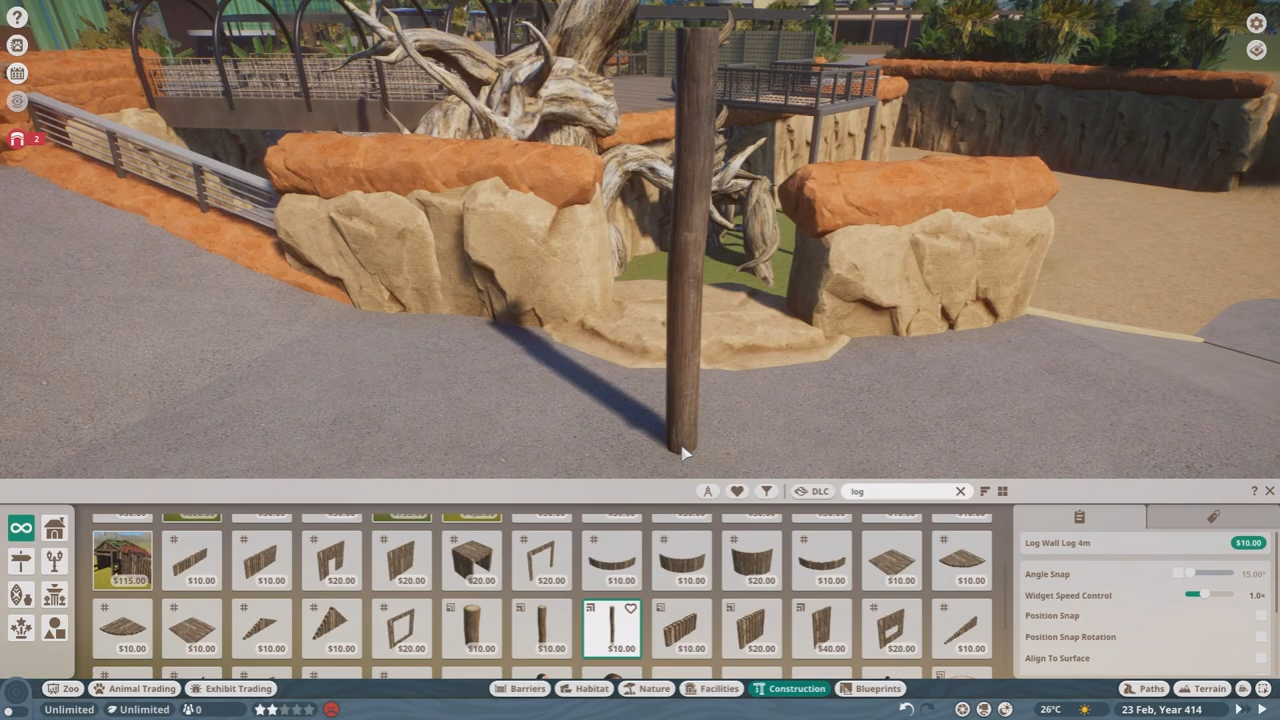 ?
2
DLC
log
?
$115.00 $10.00 $10.00 $20.00 $20.00 $20.00 $20.00 $10.00 $10.00 $20.00 $10.00 $10.00 $10.00
$10.00 $10.00 $10.00 $10.00 $20.00 $10.00 $10.00 $10.00 $10.00 $20.00 $40.00 $20.00 $10.00
Log Wall Log 4m $10.00
Angle Snap 15.00°
Widget Speed Control 1.0×
Position Snap
Position Snap Rotation
Align To Surface
Zoo Animal Trading Exhibit Trading Barriers Habitat Nature Facilities Construction Blueprints Paths Terrain
Unlimited Unlimited 0 26°C 23 Feb, Year 414